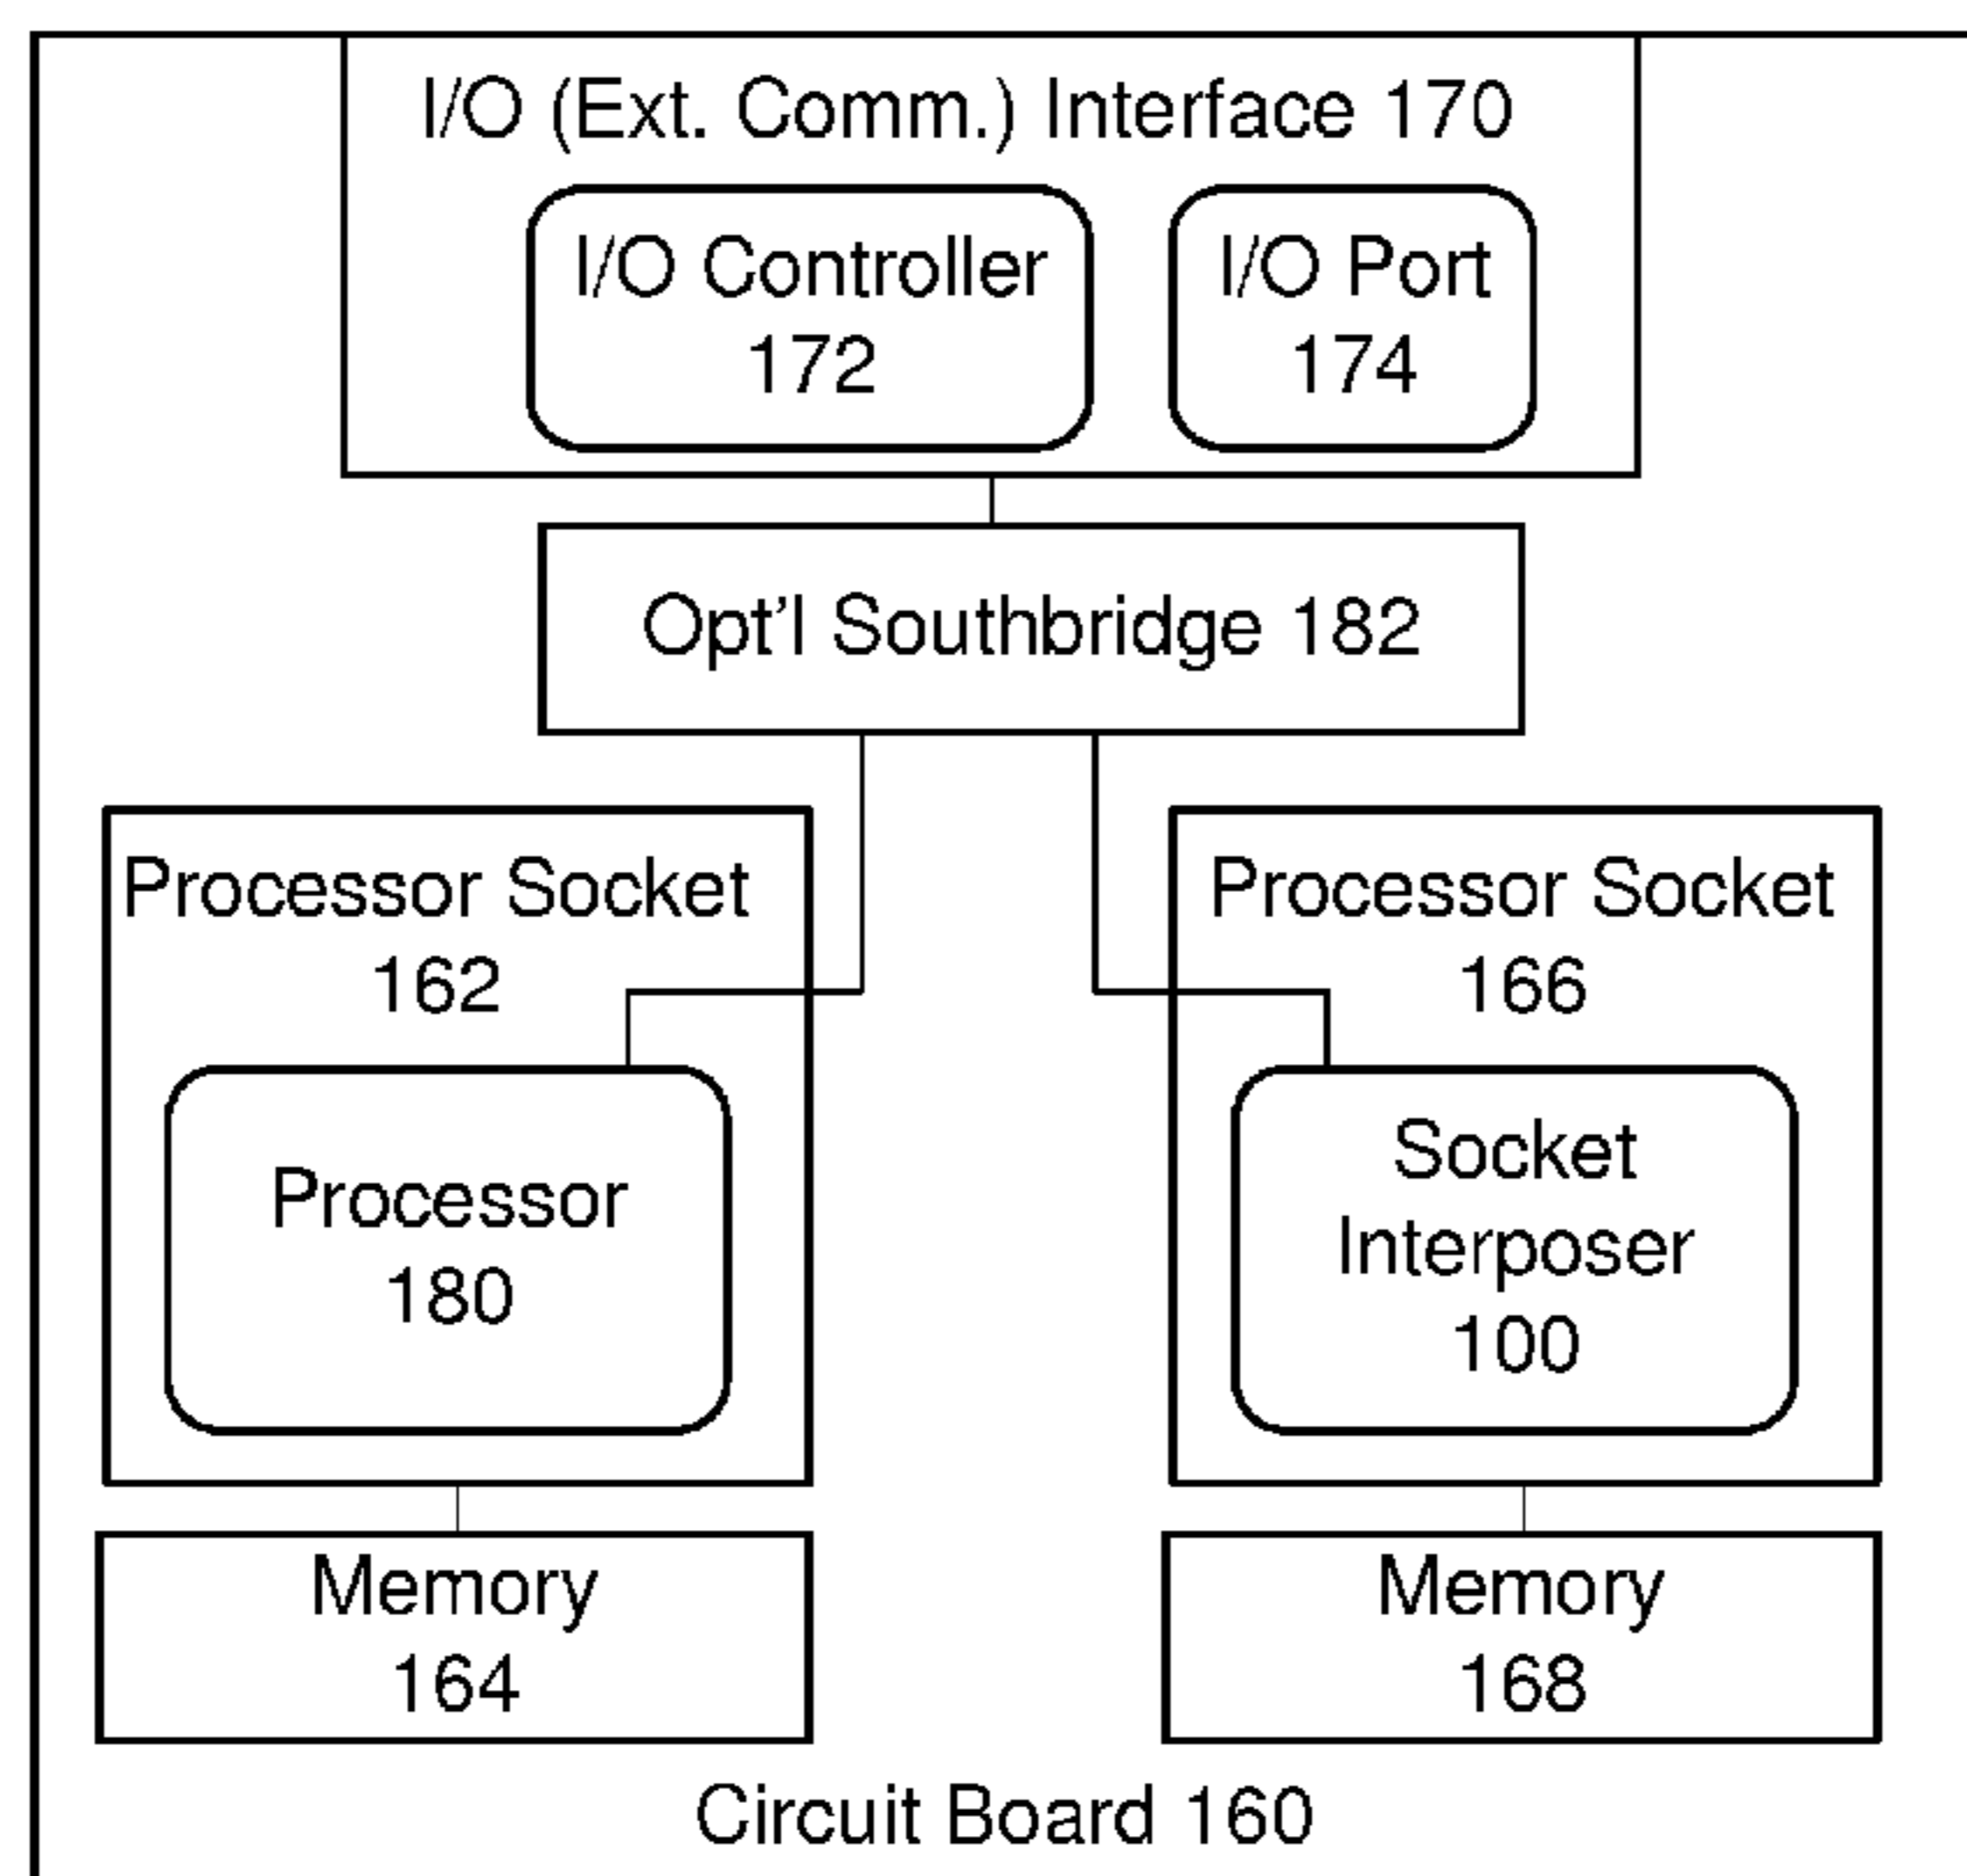 I/O (Ext. Comm.) Interface 170
I/O Controller
172
I/O Port
174
Opt'l Southbridge 182
Processor Socket
162
Processor
180
Processor Socket
166
Socket
Interposer
100
Memory
164
Memory
168
Circuit Board 160